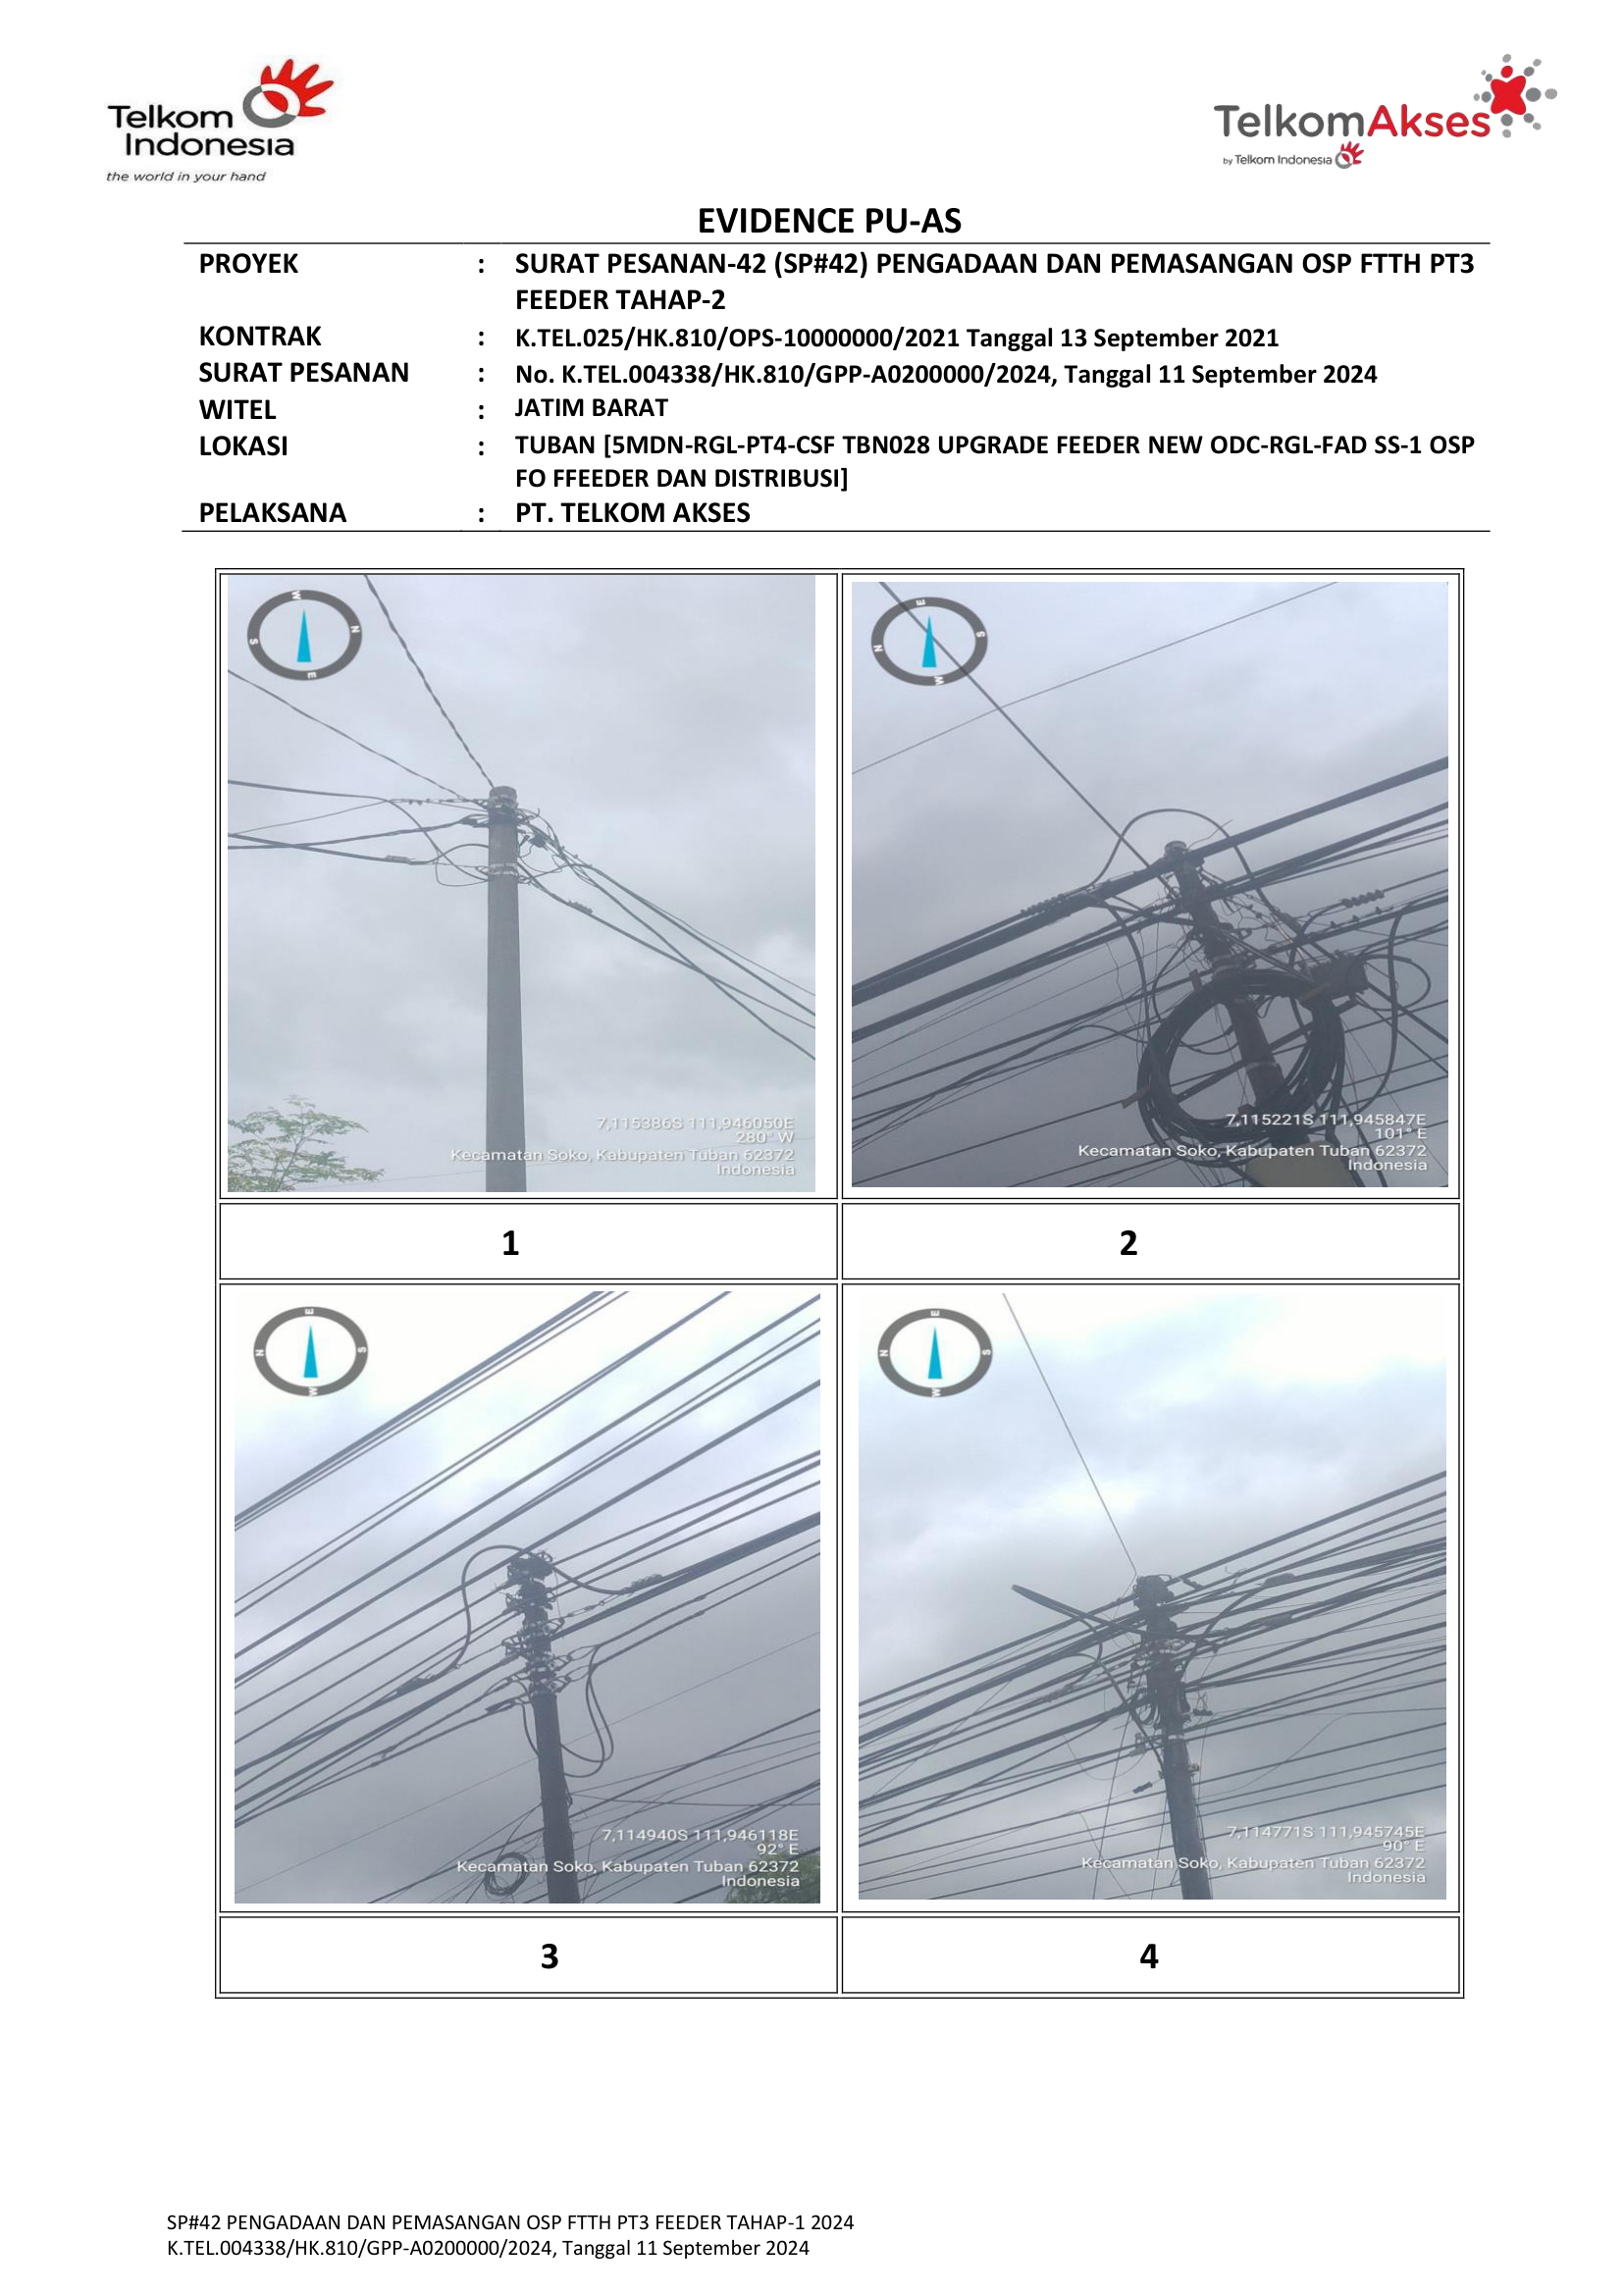 Telkom
Indonesia
the world in your hand
TelkomAkses
by Telkom Indonesia
EVIDENCE PU-AS
PROYEK : SURAT PESANAN-42 (SP#42) PENGADAAN DAN PEMASANGAN OSP FTTH PT3
FEEDER TAHAP-2
KONTRAK : K.TEL.025/HK.810/OPS-10000000/2021 Tanggal 13 September 2021
SURAT PESANAN : No. K.TEL.004338/HK.810/GPP-A0200000/2024, Tanggal 11 September 2024
WITEL : JATIM BARAT
LOKASI : TUBAN [5MDN-RGL-PT4-CSF TBN028 UPGRADE FEEDER NEW ODC-RGL-FAD SS-1 OSP
FO FFEEDER DAN DISTRIBUSI]
PELAKSANA : PT. TELKOM AKSES
W
N
S
E
7,115386S 111,946050E
280° W
Kecamatan Soko, Kabupaten Tuban 62372
Indonesia
E
S
N
W
7,115221S 111,945847E
101° E
Kecamatan Soko, Kabupaten Tuban 62372
Indonesia
1
2
E
N
S
W
7,114940S 111,946118E
92° E
Kecamatan Soko, Kabupaten Tuban 62372
Indonesia
E
N
S
W
7,114771S 111,945745E
90° E
Kecamatan Soko, Kabupaten Tuban 62372
Indonesia
3
4
SP#42 PENGADAAN DAN PEMASANGAN OSP FTTH PT3 FEEDER TAHAP-1 2024
K.TEL.004338/HK.810/GPP-A0200000/2024, Tanggal 11 September 2024